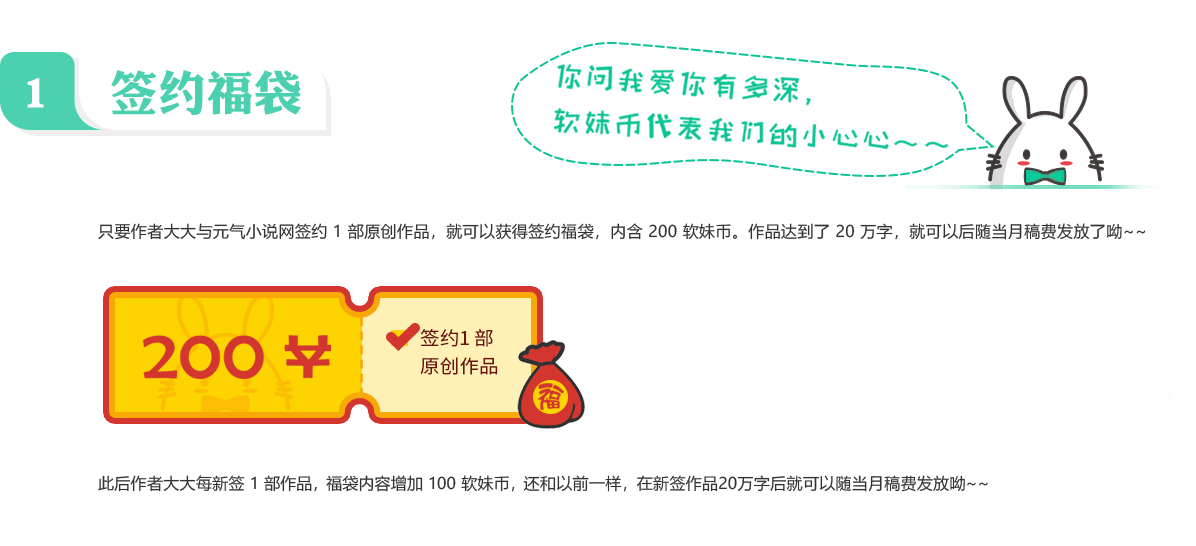 1
签约福袋
你问我爱你有多深，
软妹币代表我们的小心心～～
只要作者大大与元气小说网签约 1 部原创作品，就可以获得签约福袋，内含 200 软妹币。作品达到了 20 万字，就可以后随当月稿费发放了呦~~
200
签约1 部
原创作品
福
此后作者大大每新签 1 部作品，福袋内容增加 100 软妹币，还和以前一样，在新签作品20万字后就可以随当月稿费发放呦~~